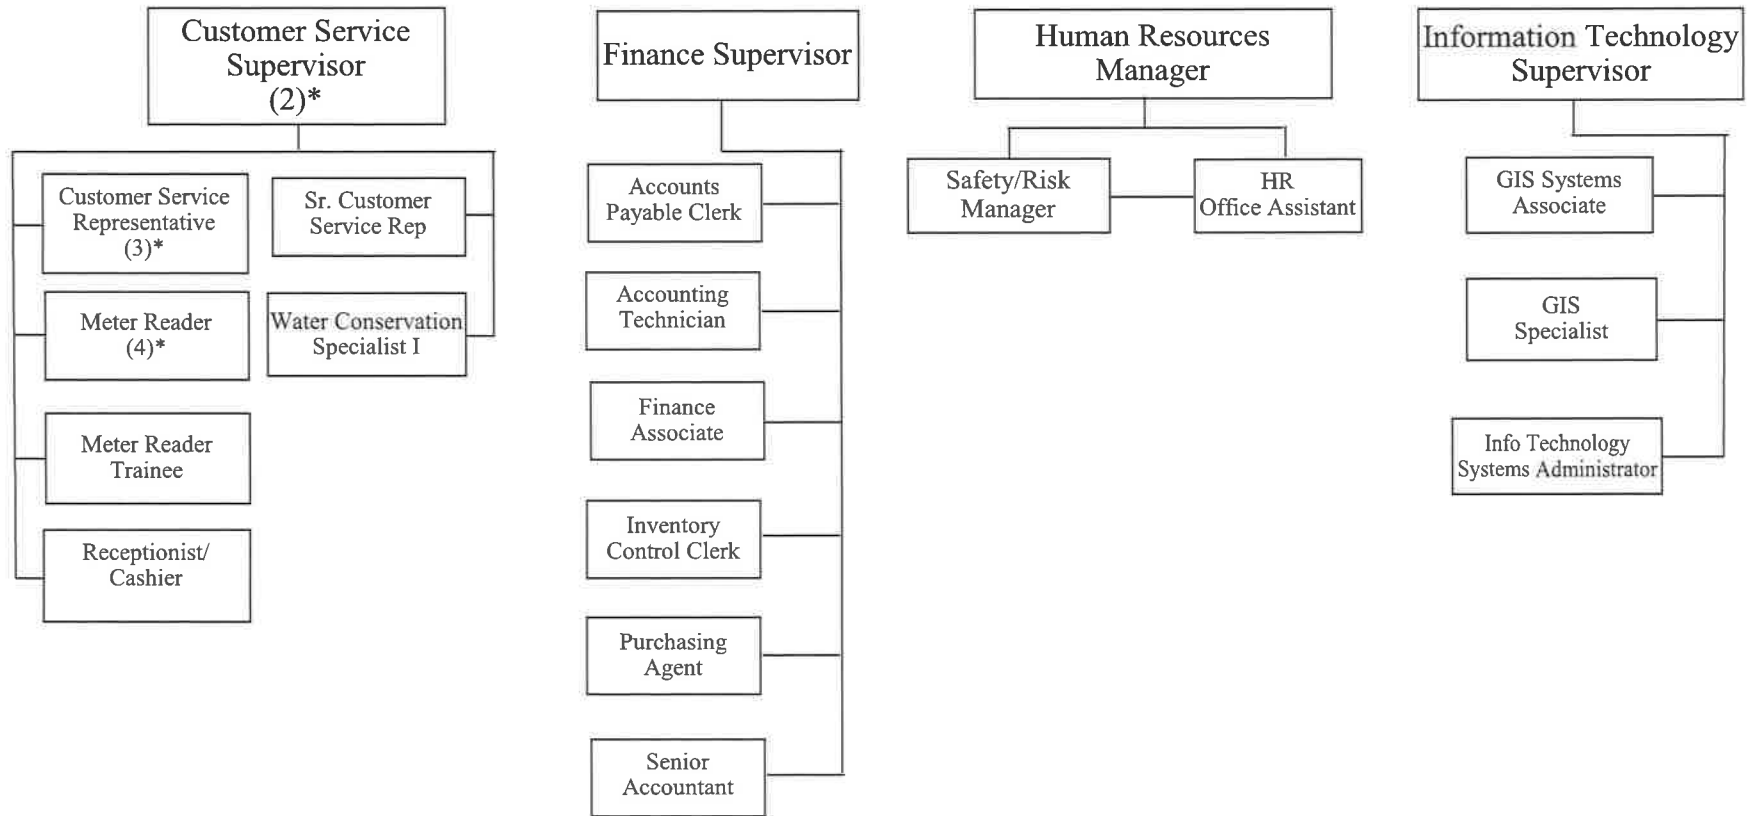 Customer Service
Supervisor
(2)*
Customer Service
Representative
(3)*
Sr. Customer
Service Rep
Meter Reader
(4)*
Water Conservation
Specialist I
Meter Reader
Trainee
Receptionist/
Cashier
Finance Supervisor
Accounts
Payable Clerk
Accounting
Technician
Finance
Associate
Inventory
Control Clerk
Purchasing
Agent
Senior
Accountant
Human Resources
Manager
Safety/Risk
Manager
HR
Office Assistant
Information Technology
Supervisor
GIS Systems
Associate
GIS
Specialist
Info Technology
Systems Administrator